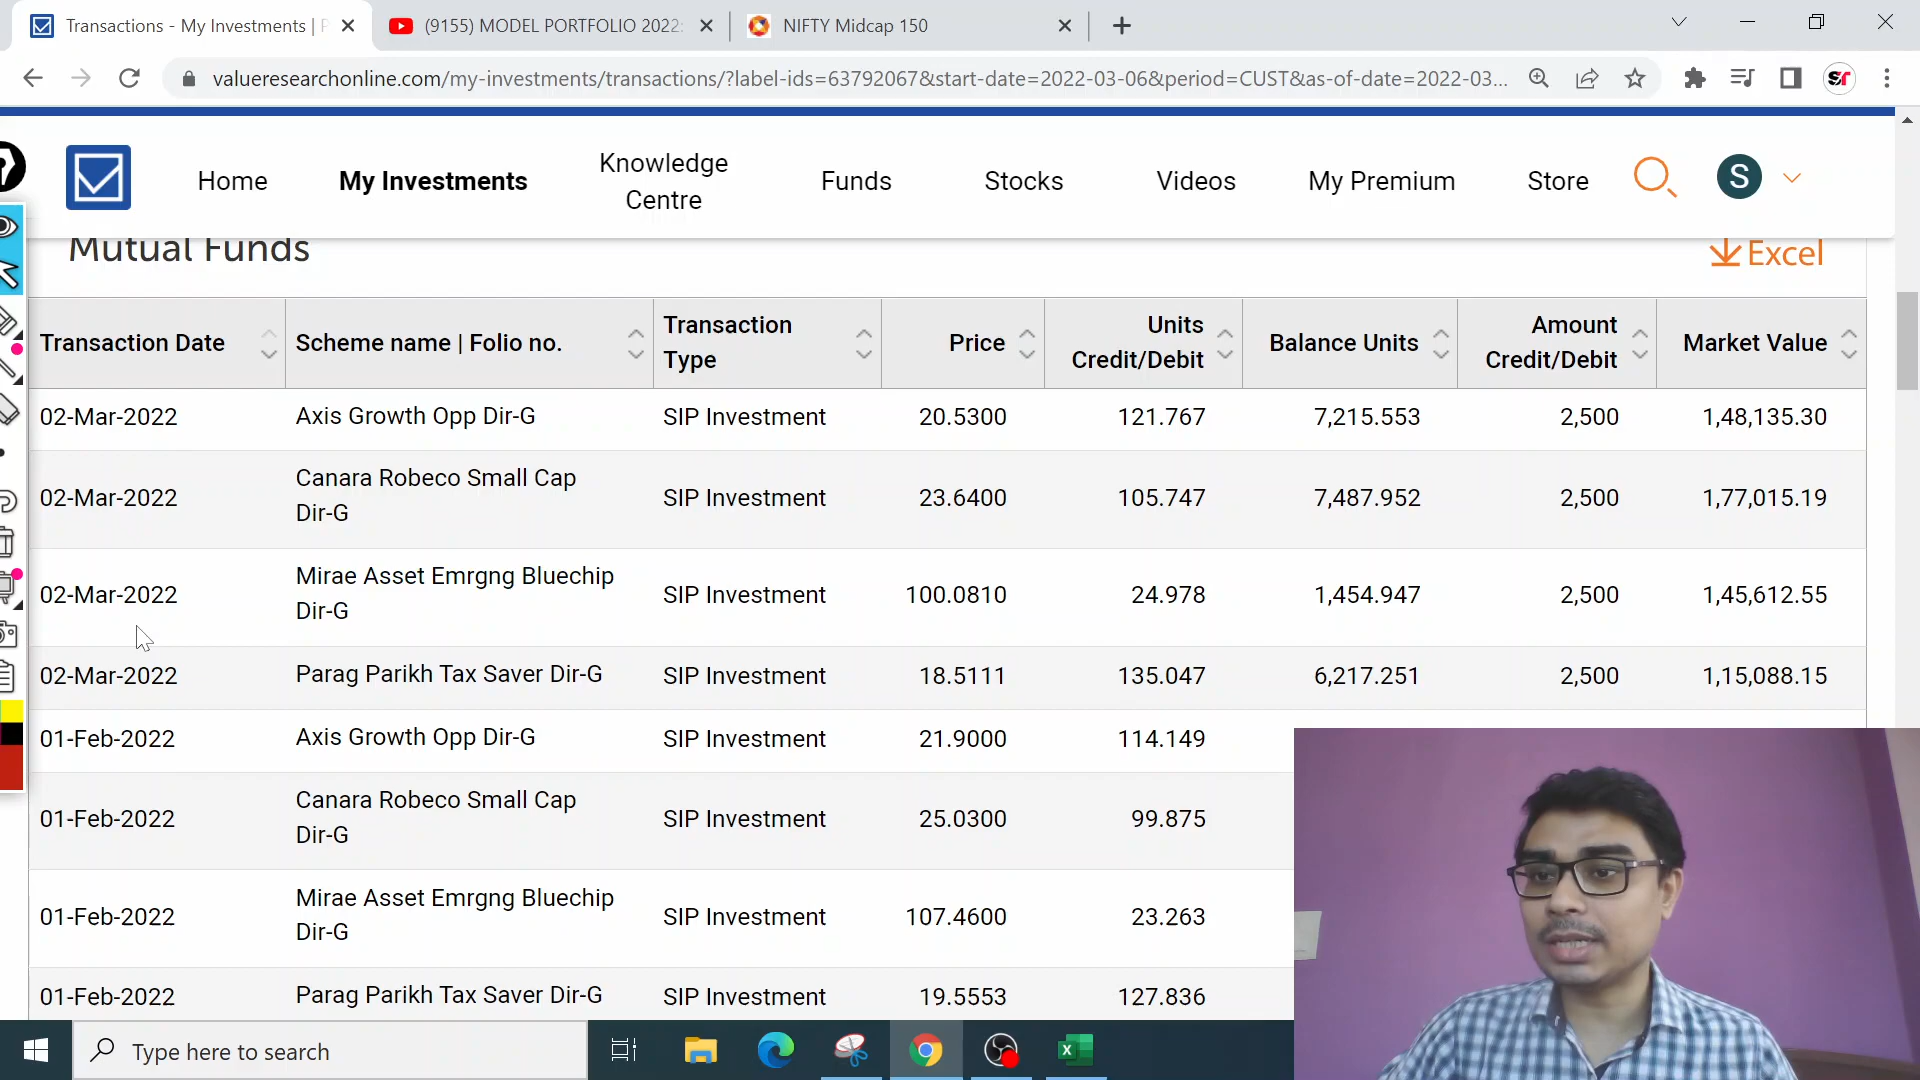 Transactions - My Investments | P
(9155) MODEL PORTFOLIO 2022:
NIFTY Midcap 150
valueresearchonline.com/my-investments/transactions/?label-ids=63792067&start-date=2022-03-06&period=CUST&as-of-date=2022-03...
Home
My Investments
Knowledge
Centre
Funds
Stocks
Videos
My Premium
Store
S
Mutual Funds
Excel
Transaction Date
Scheme name | Folio no.
Transaction
Type
Price
Units
Credit/Debit
Balance Units
Amount
Credit/Debit
Market Value
02-Mar-2022 Axis Growth Opp Dir-G SIP Investment 20.5300 121.767 7,215.553 2,500 1,48,135.30
Canara Robeco Small Cap
02-Mar-2022 SIP Investment 23.6400 105.747 7,487.952 2,500 1,77,015.19
Dir-G
Mirae Asset Emrgng Bluechip
02-Mar-2022 SIP Investment 100.0810 24.978 1,454.947 2,500 1,45,612.55
Dir-G
02-Mar-2022 Parag Parikh Tax Saver Dir-G SIP Investment 18.5111 135.047 6,217.251 2,500 1,15,088.15
01-Feb-2022 Axis Growth Opp Dir-G SIP Investment 21.9000 114.149
Canara Robeco Small Cap
01-Feb-2022 SIP Investment 25.0300 99.875
Dir-G
Mirae Asset Emrgng Bluechip
01-Feb-2022 SIP Investment 107.4600 23.263
Dir-G
01-Feb-2022 Parag Parikh Tax Saver Dir-G SIP Investment 19.5553 127.836
Type here to search